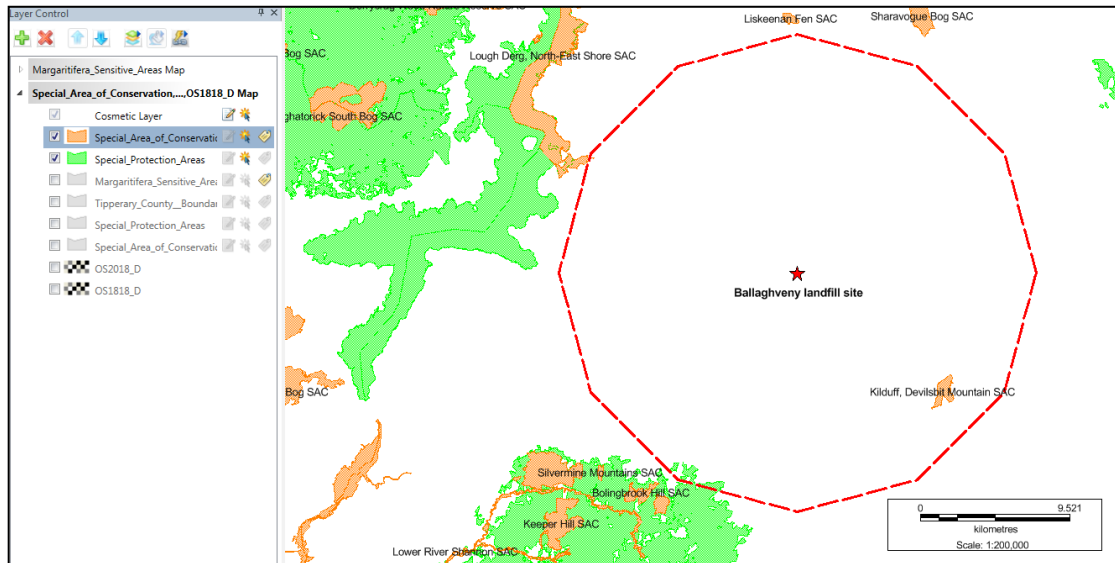 Layer Control
Margaritifera_Sensitive_Areas Map
Special_Area_of_Conservation,...,OS1818_D Map
Cosmetic Layer
Special_Area_of_Conservatic
Special_Protection_Areas
Margaritifera_Sensitive_Area
Tipperary_County__Boundar
Special_Protection_Areas
Special_Area_of_Conservatic
OS2018_D
OS1818_D
Liskeenan Fen SAC
Sharavogue Bog SAC
Bog SAC
Lough Derg, North-East Shore SAC
ghatorick South Bog SAC
Ballaghveny landfill site
Bog SAC
Kilduff, Devilsbit Mountain SAC
Silvermine Mountains SAC
Bolingbrook Hill SAC
Keeper Hill SAC
Lower River Shannon SAC
0 9.521
kilometres
Scale: 1:200,000